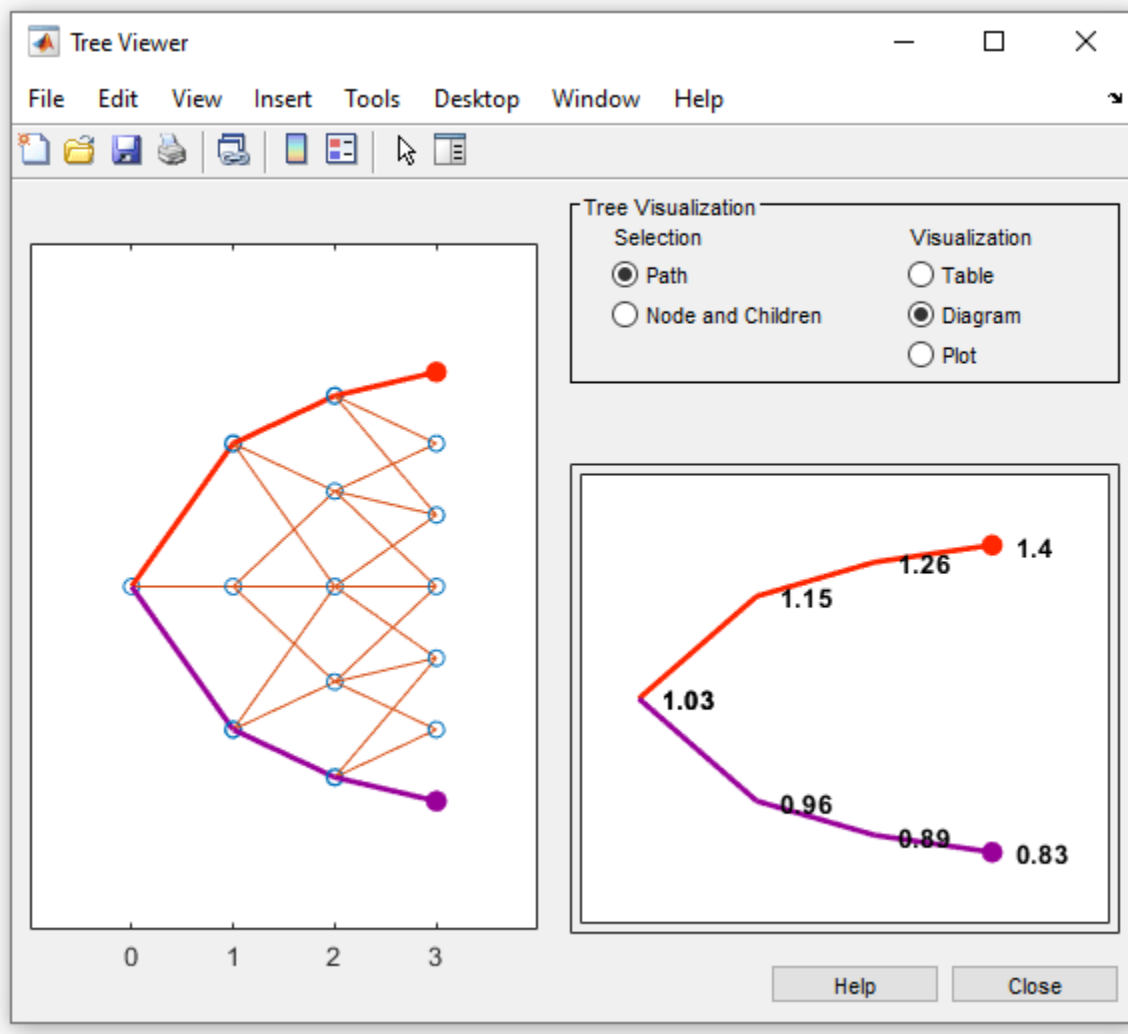 Tree Viewer
File Edit View Insert Tools Desktop Window Help
Tree Visualization
Selection Visualization
Path Table
Node and Children Diagram
Plot
1.4
1.26
1.15
1.03
0.96
0.89
0.83
0 1 2 3
Help Close